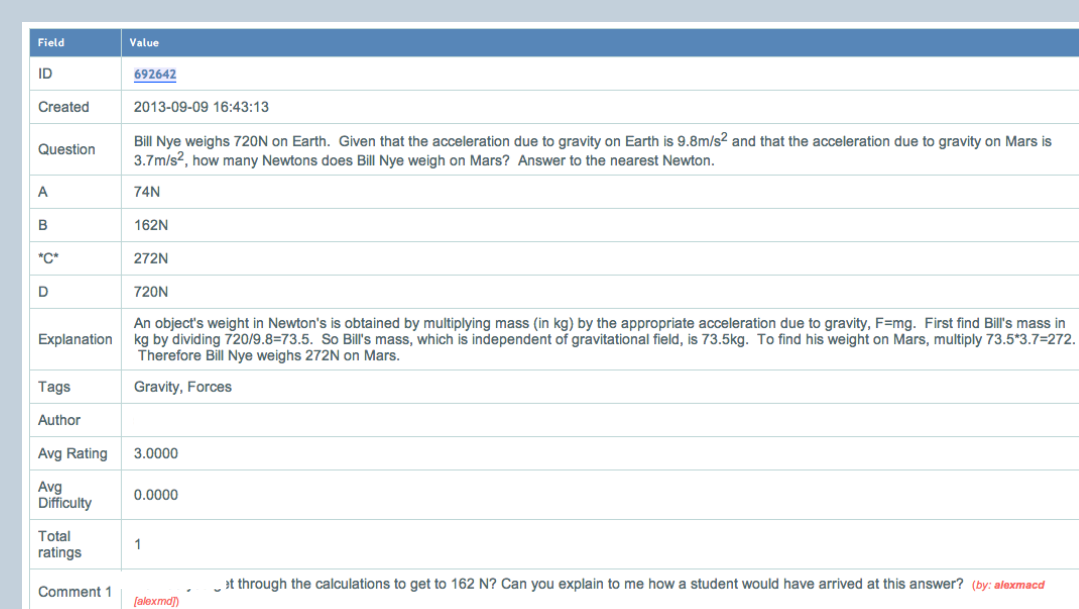 Field Value
ID 692642
Created 2013-09-09 16:43:13
Question Bill Nye weighs 720N on Earth. Given that the acceleration due to gravity on Earth is 9.8m/s² and that the acceleration due to gravity on Mars is
3.7m/s², how many Newtons does Bill Nye weigh on Mars? Answer to the nearest Newton.
A 74N
B 162N
*C* 272N
D 720N
Explanation An object's weight in Newton's is obtained by multiplying mass (in kg) by the appropriate acceleration due to gravity, F=mg. First find Bill's mass in
kg by dividing 720/9.8=73.5. So Bill's mass, which is independent of gravitational field, is 73.5kg. To find his weight on Mars, multiply 73.5*3.7=272.
Therefore Bill Nye weighs 272N on Mars.
Tags Gravity, Forces
Author
Avg Rating 3.0000
Avg
Difficulty 0.0000
Total
ratings 1
Comment 1 through the calculations to get to 162 N? Can you explain to me how a student would have arrived at this answer? (by: alexmacd
[alexmd])